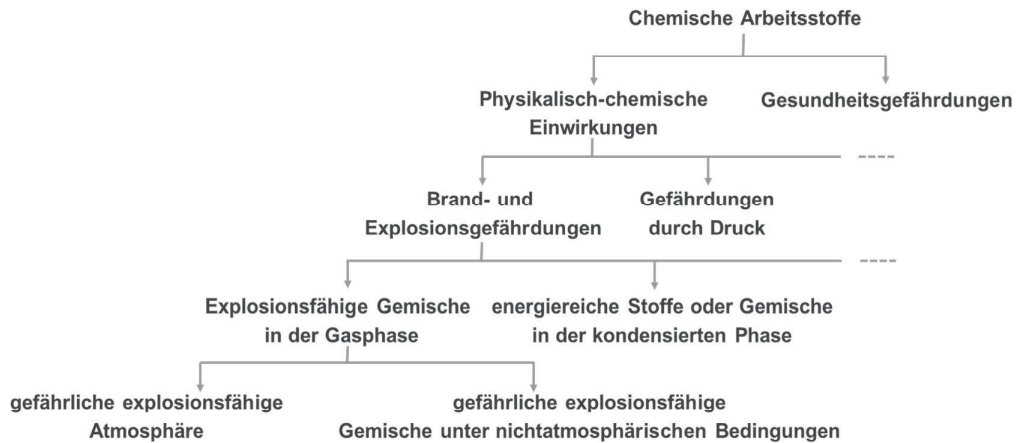 Chemische Arbeitsstoffe
Physikalisch-chemische
Einwirkungen
Gesundheitsgefährdungen
Brand- und
Explosionsgefährdungen
Gefährdungen
durch Druck
Explosionsfähige Gemische
in der Gasphase
energiereiche Stoffe oder Gemische
in der kondensierten Phase
gefährliche explosionsfähige
Atmosphäre
gefährliche explosionsfähige
Gemische unter nichtatmosphärischen Bedingungen